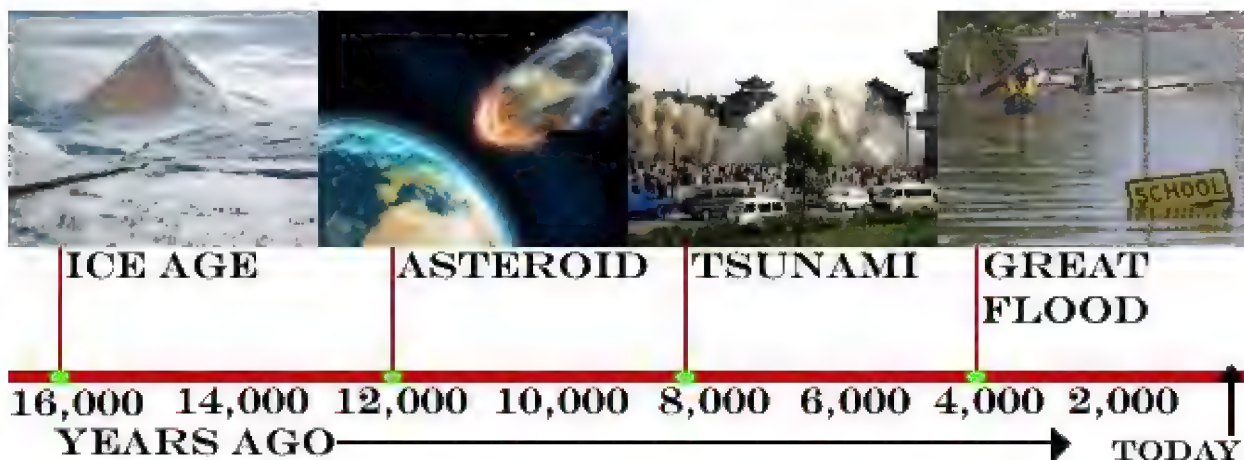 SCHOOL
ICE AGE
ASTEROID
TSUNAMI
GREAT
FLOOD
16,000 14,000 12,000 10,000 8,000 6,000 4,000 2,000
YEARS AGO
TODAY